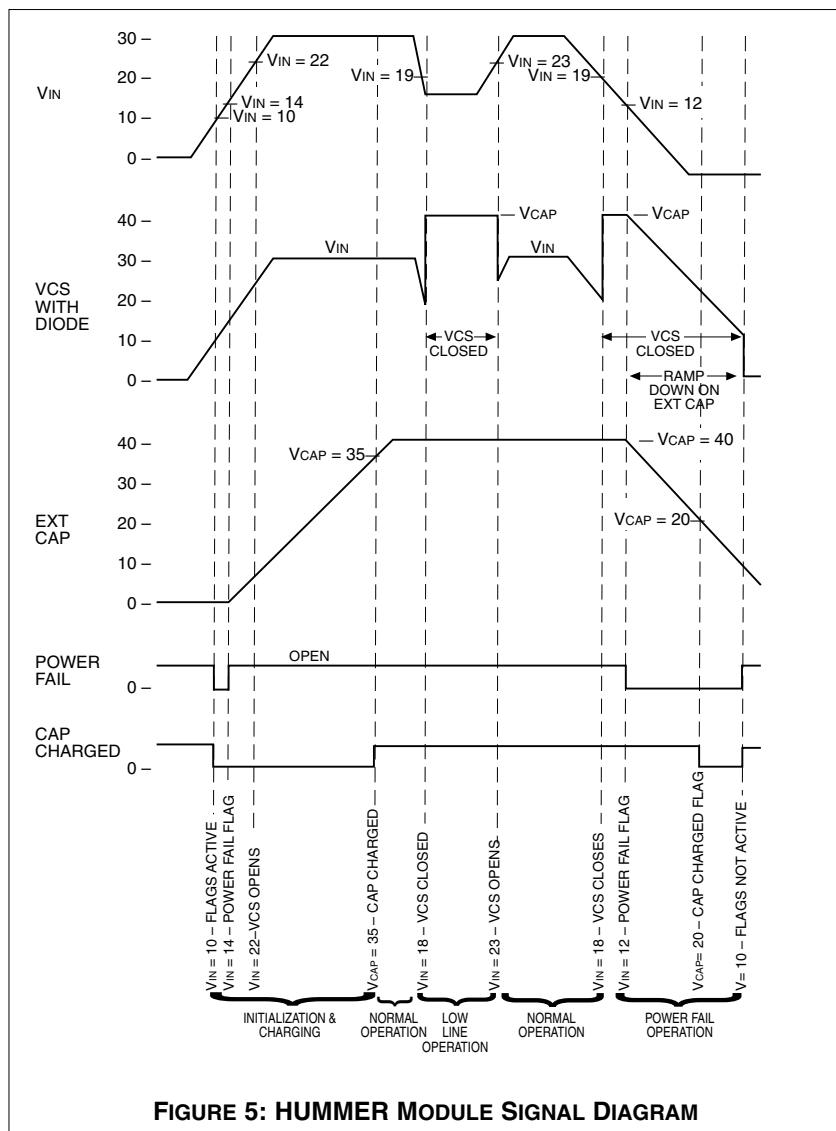 30 –
20 –
10 –
0 –
VIN
VIN = 22
VIN = 14
VIN = 10
VIN = 19
VIN = 23
VIN = 19
VIN = 12
40 –
30 –
20 –
10 –
0 –
VCS
WITH
DIODE
VIN
– VCAP
VIN
– VCAP
VCS
CLOSED
VCS
CLOSED
RAMP
DOWN ON
EXT CAP
40 –
30 –
20 –
10 –
0 –
EXT
CAP
VCAP = 35
– VCAP = 40
VCAP = 20
POWER
FAIL
0 –
OPEN
CAP
CHARGED
0 –
VIN = 10 – FLAGS ACTIVE
VIN = 14 – POWER FAIL FLAG
VIN = 22–VCS OPENS
VCAP = 35 – CAP CHARGED
VIN = 18 – VCS CLOSED
VIN = 23 – VCS OPENS
VIN = 18 – VCS CLOSES
VIN = 12 – POWER FAIL FLAG
VCAP= 20 – CAP CHARGED FLAG
V= 10 – FLAGS NOT ACTIVE
INITIALIZATION &
CHARGING
NORMAL
OPERATION
LOW
LINE
OPERATION
NORMAL
OPERATION
POWER FAIL
OPERATION
FIGURE 5: HUMMER MODULE SIGNAL DIAGRAM